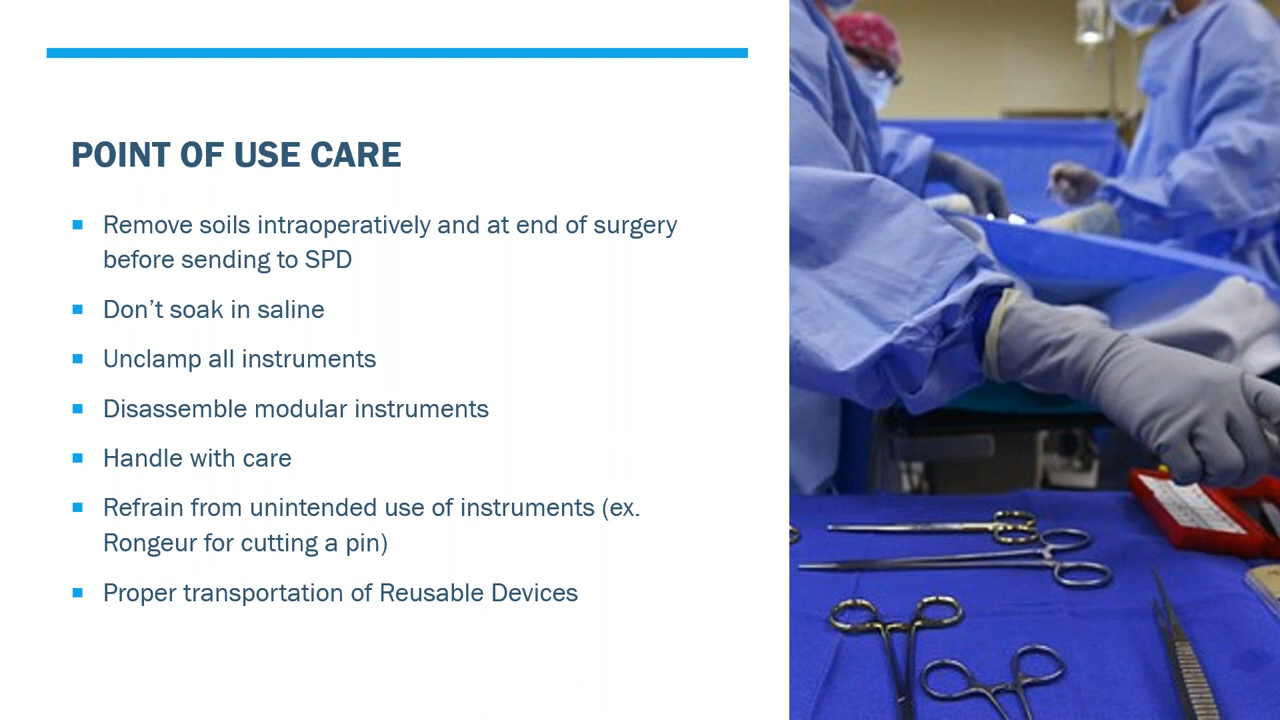 POINT OF USE CARE
Remove soils intraoperatively and at end of surgery
before sending to SPD
Don’t soak in saline
Unclamp all instruments
Disassemble modular instruments
Handle with care
Refrain from unintended use of instruments (ex.
Rongeur for cutting a pin)
Proper transportation of Reusable Devices